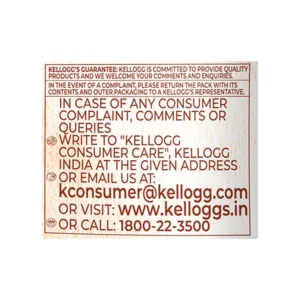 KELLOGG'S GUARANTEE: KELLOGG IS COMMITTED TO PROVIDE QUALITY
PRODUCTS AND WE WELCOME YOUR COMMENTS AND ENQUIRIES.
IN THE EVENT OF A COMPLAINT, PLEASE RETURN THE PACK WITH ITS
CONTENTS AND OUTER PACKAGING TO A KELLOGG'S REPRESENTATIVE.
IN CASE OF ANY CONSUMER
COMPLAINT, COMMENTS OR
QUERIES
WRITE TO "KELLOGG
CONSUMER CARE", KELLOGG
INDIA AT THE GIVEN ADDRESS
OR EMAIL US AT:
kconsumer@kellogg.com
OR VISIT: www.kelloggs.in
OR CALL: 1800-22-3500